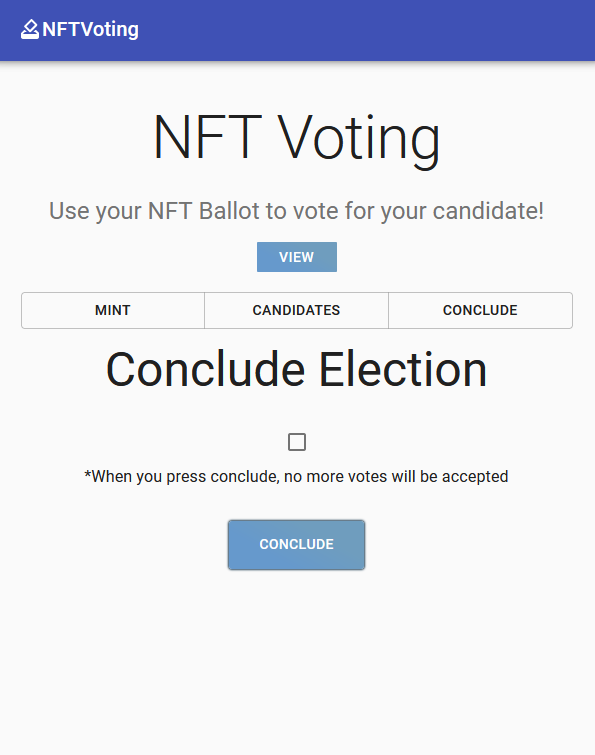 NFTVoting
NFT Voting
Use your NFT Ballot to vote for your candidate!
VIEW
MINT CANDIDATES CONCLUDE
Conclude Election
*When you press conclude, no more votes will be accepted
CONCLUDE